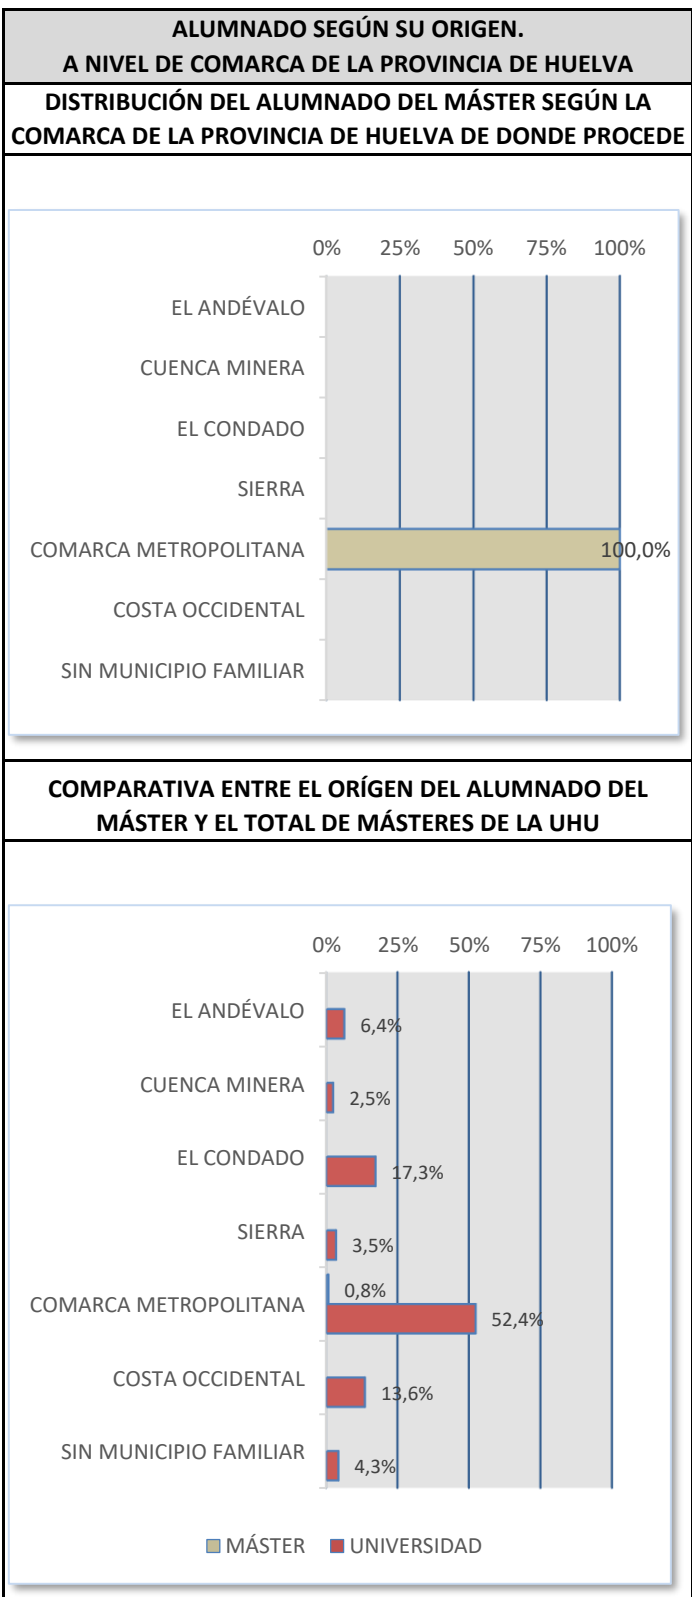 ALUMNADO SEGÚN SU ORIGEN.
A NIVEL DE COMARCA DE LA PROVINCIA DE HUELVA
DISTRIBUCIÓN DEL ALUMNADO DEL MÁSTER SEGÚN LA
COMARCA DE LA PROVINCIA DE HUELVA DE DONDE PROCEDE
0% 25% 50% 75% 100%
EL ANDÉVALO
CUENCA MINERA
EL CONDADO
SIERRA
COMARCA METROPOLITANA 100,0%
COSTA OCCIDENTAL
SIN MUNICIPIO FAMILIAR
COMPARATIVA ENTRE EL ORÍGEN DEL ALUMNADO DEL
MÁSTER Y EL TOTAL DE MÁSTERES DE LA UHU
0% 25% 50% 75% 100%
EL ANDÉVALO 6,4%
CUENCA MINERA 2,5%
EL CONDADO 17,3%
SIERRA 3,5%
0,8%
COMARCA METROPOLITANA 52,4%
COSTA OCCIDENTAL 13,6%
SIN MUNICIPIO FAMILIAR 4,3%
MÁSTER UNIVERSIDAD